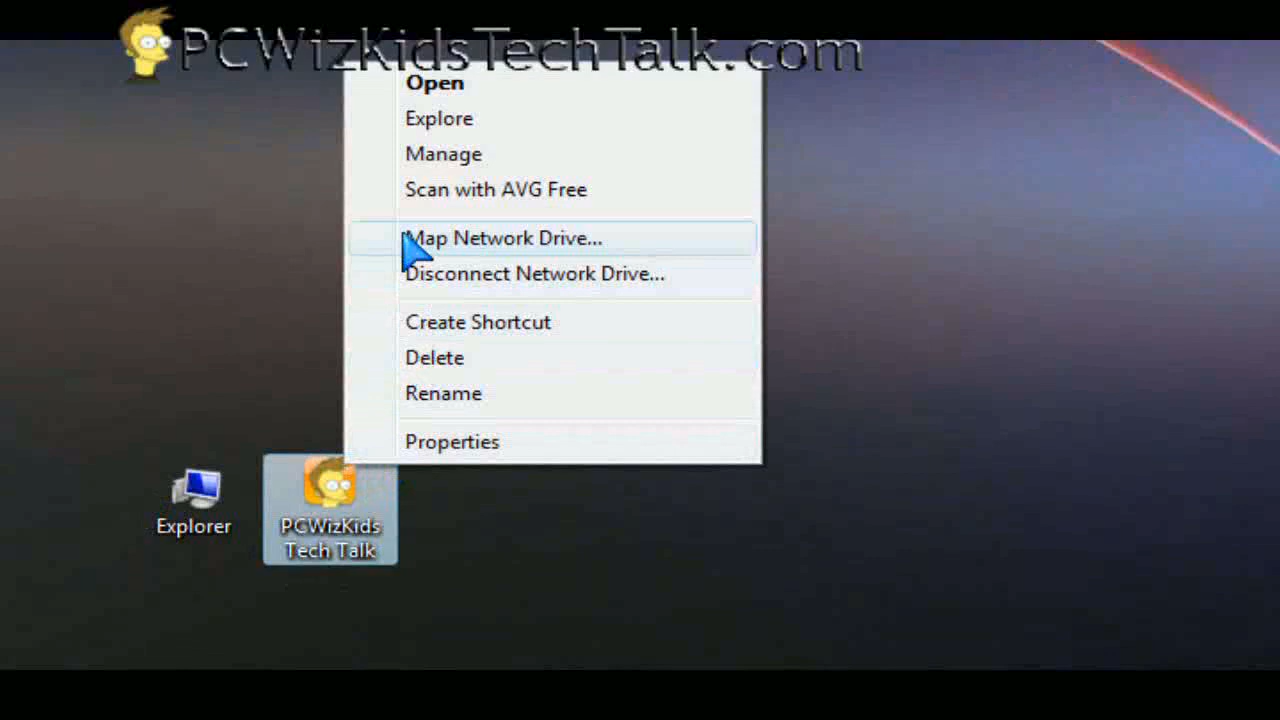 PCWizKidsTechTalk.com
Open
Explore
Manage
Scan with AVG Free
Map Network Drive...
Disconnect Network Drive...
Create Shortcut
Delete
Rename
Properties
Explorer
PCWizKids
Tech Talk